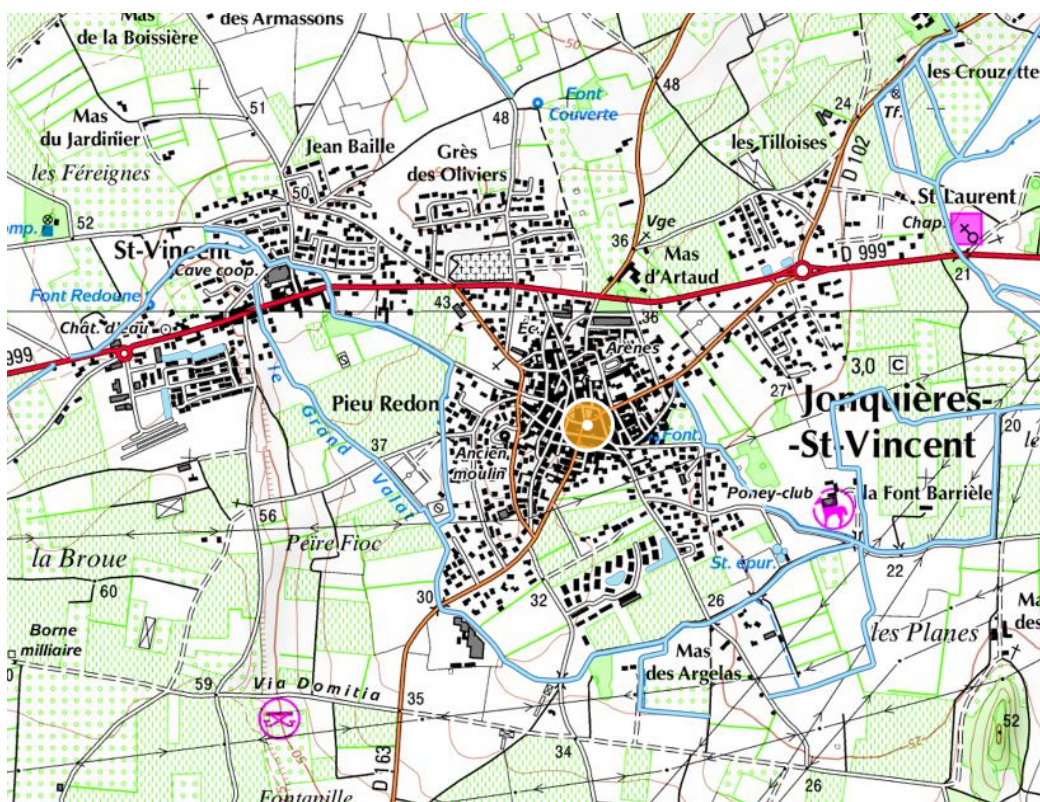 Mas
de la Boissière
des Armassons
50
48
51
48
Font
Couverte
24
Tf.
les Crouzettes
Mas
du Jardinier
Jean Baille
Grès
des Oliviers
les Tilloises
D 102
les Féreignes
50
52
St-Vincent
Cave coop.
Vge
36
Mas
d'Artaud
St Laurent
Chap.
D 999
21
Font Redoune
43
Chât. d'eau
Éc.
36
Arènes
999
3,0
C
27
le Grand Valat
Pieu Redon
37
Ancien
moulin
Font.
Jonquières-
-St-Vincent
20
Poney-club
la Font Barrièle
56
Peïre Fioc
la Broue
60
St. épur.
22
30
32
26
les Planes
Borne
milliaire
Mas
des Argelas
59
Via Domitia
35
52
34
50
D 163
25
26
Fontanille